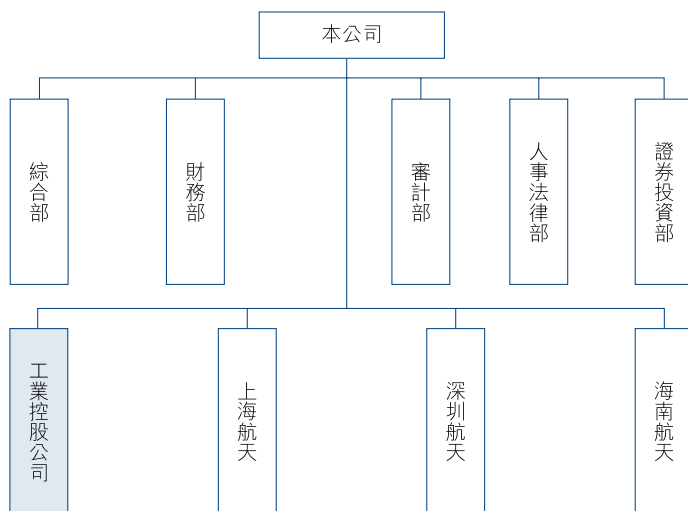 本公司
綜合部
財務部
審計部
人事法律部
證券投資部
工業控股公司
上海航天
深圳航天
海南航天